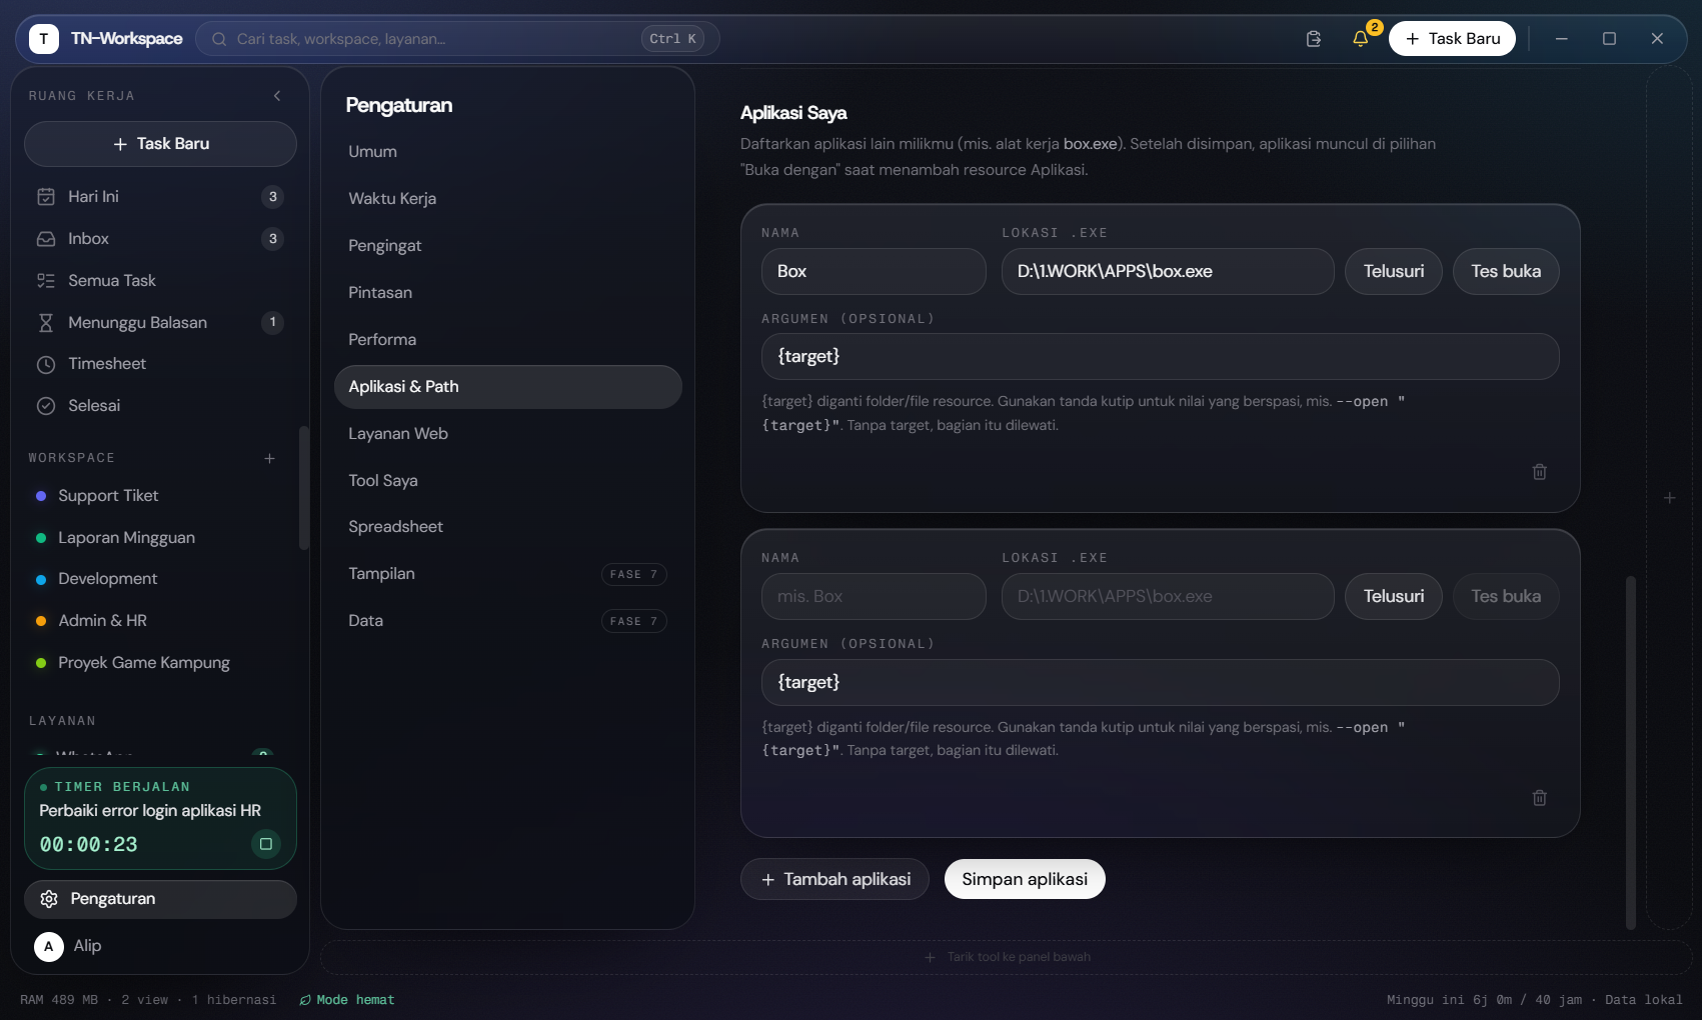 T TN-Workspace Cari task, workspace, layanan... Ctrl K 2 + Task Baru
RUANG KERJA
+ Task Baru
Hari Ini 3
Inbox 3
Semua Task
Menunggu Balasan 1
Timesheet
Selesai
WORKSPACE +
Support Tiket
Laporan Mingguan
Development
Admin & HR
Proyek Game Kampung
LAYANAN
TIMER BERJALAN
Perbaiki error login aplikasi HR
00:00:23
Pengaturan
A Alip
Pengaturan
Umum
Waktu Kerja
Pengingat
Pintasan
Performa
Aplikasi & Path
Layanan Web
Tool Saya
Spreadsheet
Tampilan FASE 7
Data FASE 7
Aplikasi Saya
Daftarkan aplikasi lain milikmu (mis. alat kerja box.exe). Setelah disimpan, aplikasi muncul di pilihan
"Buka dengan" saat menambah resource Aplikasi.
NAMA LOKASI .EXE
Box D:\1.WORK\APPS\box.exe Telusuri Tes buka
ARGUMEN (OPSIONAL)
{target}
{target} diganti folder/file resource. Gunakan tanda kutip untuk nilai yang berspasi, mis. --open "
{target}". Tanpa target, bagian itu dilewati.
NAMA LOKASI .EXE
mis. Box D:\1.WORK\APPS\box.exe Telusuri Tes buka
ARGUMEN (OPSIONAL)
{target}
{target} diganti folder/file resource. Gunakan tanda kutip untuk nilai yang berspasi, mis. --open "
{target}". Tanpa target, bagian itu dilewati.
+ Tambah aplikasi Simpan aplikasi
+ Tarik tool ke panel bawah
RAM 489 MB · 2 view · 1 hibernasi Mode hemat Minggu ini 6j 0m / 40 jam · Data lokal